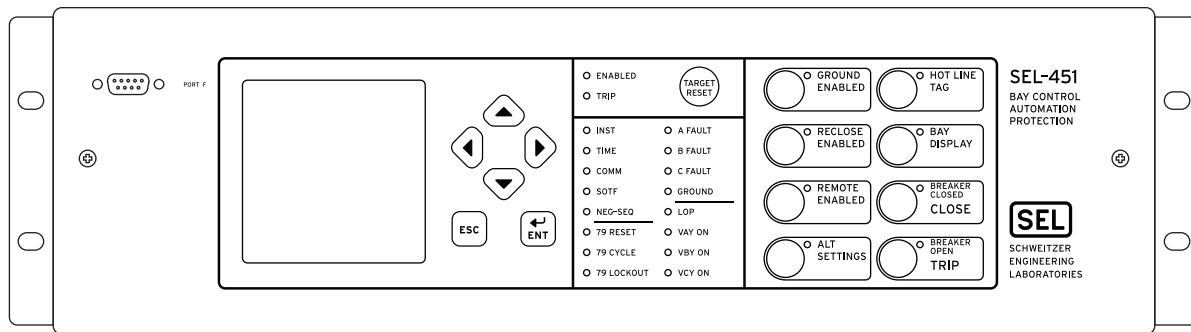 PORT F
ESC
ENT
ENABLED
TRIP
TARGET
RESET
INST
TIME
COMM
SOTF
NEG-SEQ
79 RESET
79 CYCLE
79 LOCKOUT
A FAULT
B FAULT
C FAULT
GROUND
LOP
VAY ON
VBY ON
VCY ON
GROUND
ENABLED
RECLOSE
ENABLED
REMOTE
ENABLED
ALT
SETTINGS
HOT LINE
TAG
BAY
DISPLAY
BREAKER
CLOSED
CLOSE
BREAKER
OPEN
TRIP
SEL-451
BAY CONTROL
AUTOMATION
PROTECTION
SEL
SCHWEITZER
ENGINEERING
LABORATORIES